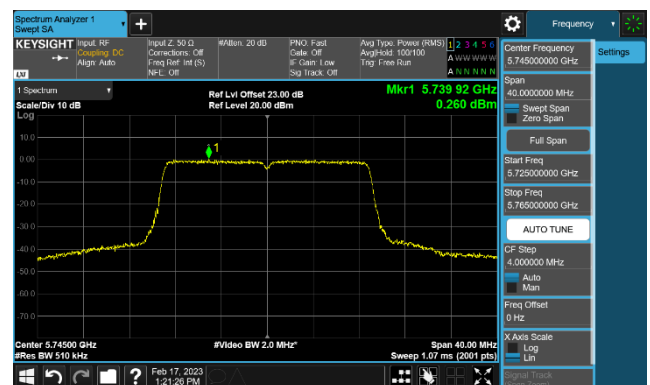 Spectrum Analyzer 1
Swept SA
Frequency
KEYSIGHT
Input: RF
Coupling: DC
Align: Auto
Input Z: 50 Ω
Corrections: Off
Freq Ref: Int (S)
NFE: Off
#Atten: 20 dB
PNO: Fast
Gate: Off
IF Gain: Low
Sig Track: Off
Avg Type: Power (RMS)
Avg|Hold: 100/100
Trig: Free Run
1 2 3 4 5 6
A W W W W W
A N N N N N
LXI
1 Spectrum
Scale/Div 10 dB
Log
Ref Lvl Offset 23.00 dB
Ref Level 20.00 dBm
Mkr1 5.739 92 GHz
0.260 dBm
1
10.0
0.00
-10.0
-20.0
-30.0
-40.0
-50.0
-60.0
-70.0
Center 5.74500 GHz
#Res BW 510 kHz
#Video BW 2.0 MHz*
Span 40.00 MHz
Sweep 1.07 ms (2001 pts)
Feb 17, 2023
1:21:26 PM
Center Frequency
5.745000000 GHz
Span
40.0000000 MHz
Swept Span
Zero Span
Full Span
Start Freq
5.725000000 GHz
Stop Freq
5.765000000 GHz
AUTO TUNE
CF Step
4.000000 MHz
Auto
Man
Freq Offset
0 Hz
X Axis Scale
Log
Lin
Signal Track
Settings